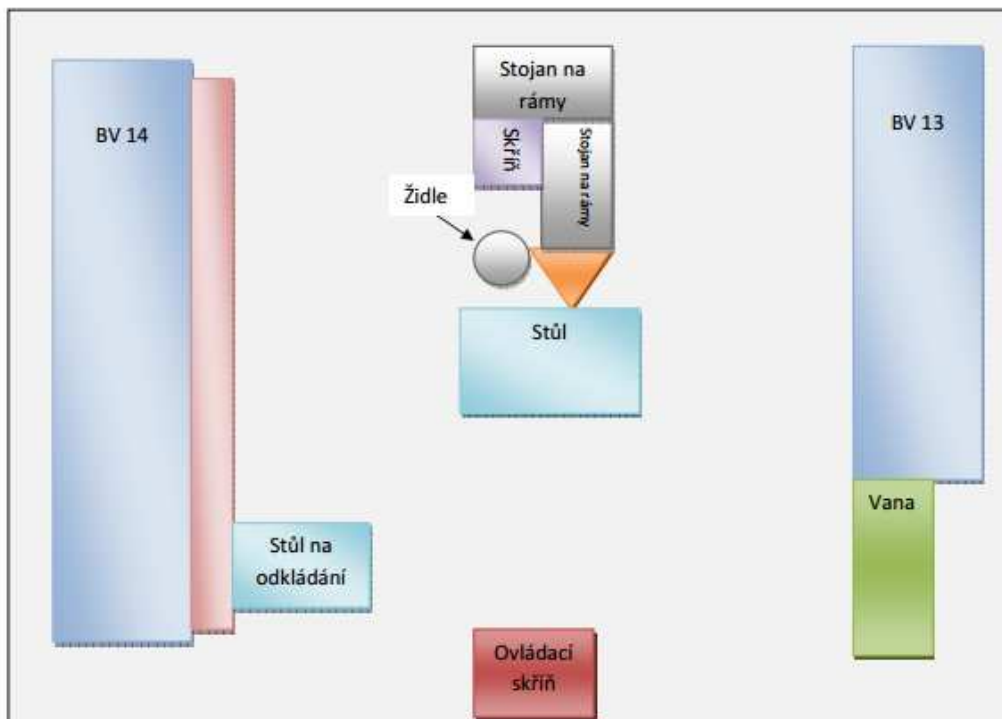 Stojan na
rámy
BV 14
BV 13
Skříň
Stojan na rámy
Židle
Stůl
Vana
Stůl na
odkládání
Ovládací
skříň